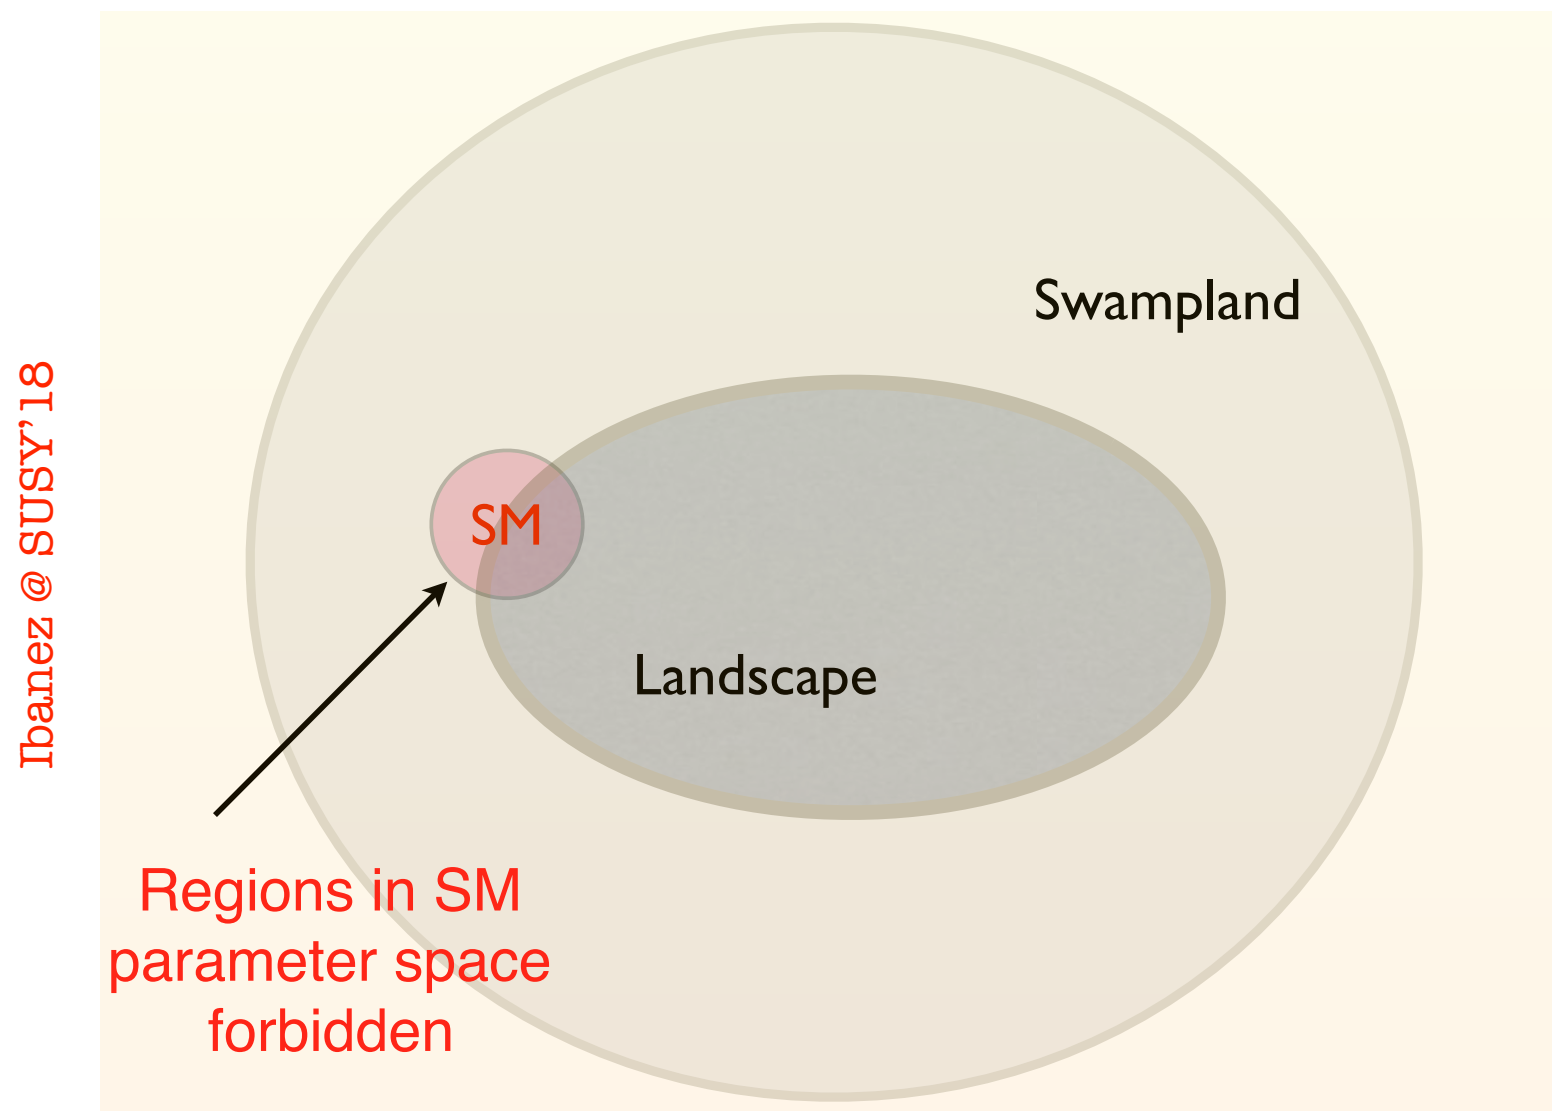 Ibanez @ SUSY'18
Swampland
SM
Landscape
Regions in SM
parameter space
forbidden